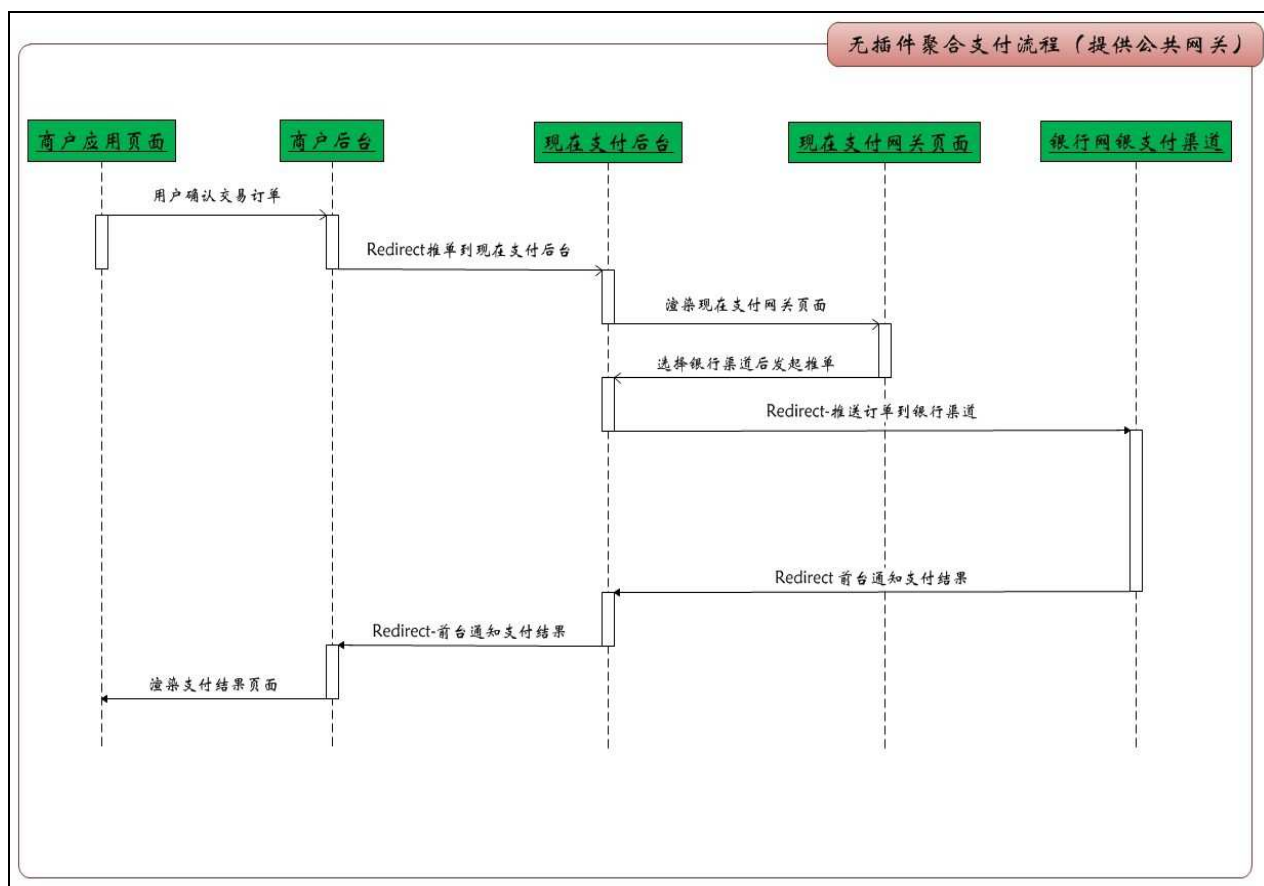 无插件聚合支付流程（提供公共网关）
商户应用页面
商户后台
现在支付后台
现在支付网关页面
银行网银支付渠道
用户确认交易订单
Redirect推单到现在支付后台
渲染现在支付网关页面
选择银行渠道后发起推单
Redirect-推送订单到银行渠道
Redirect 前台通知支付结果
Redirect-前台通知支付结果
渲染支付结果页面